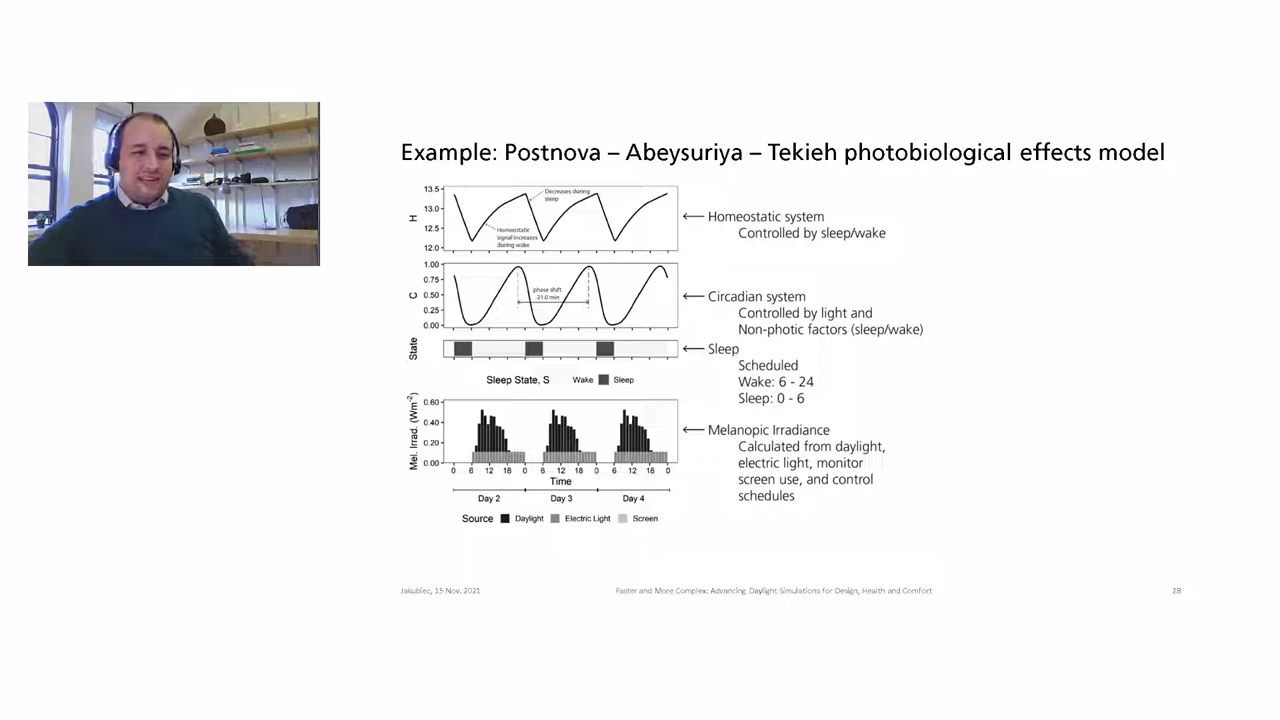 Example: Postnova – Abeysuriya – Tekieh photobiological effects model
H
13.5
13.0
12.5
12.0
Decreases during
sleep
Homeostatic
signal increases
during wake
Homeostatic system
Controlled by sleep/wake
C
1.00
0.75
0.50
0.25
0.00
phase shift
-21.0 min
Circadian system
Controlled by light and
Non-photic factors (sleep/wake)
State
Sleep State, S Wake Sleep
Sleep
Scheduled
Wake: 6 - 24
Sleep: 0 - 6
Mel. Irrad. (Wm-2)
0.60
0.40
0.20
0.00
0 6 12 18 0 6 12 18 0 6 12 18 0
Time
Day 2 Day 3 Day 4
Source Daylight Electric Light Screen
Melanopic Irradiance
Calculated from daylight,
electric light, monitor
screen use, and control
schedules
Jakubiec, 15 Nov. 2021
Faster and More Complex: Advancing Daylight Simulations for Design, Health and Comfort
28